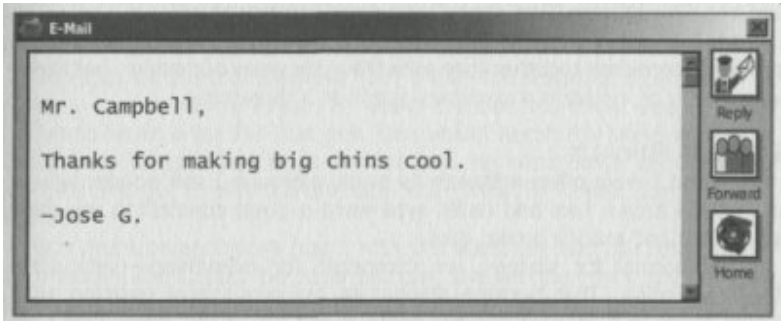 E-Mail
Mr. Campbell,
Thanks for making big chins cool.
—Jose G.
Reply
Forward
Home